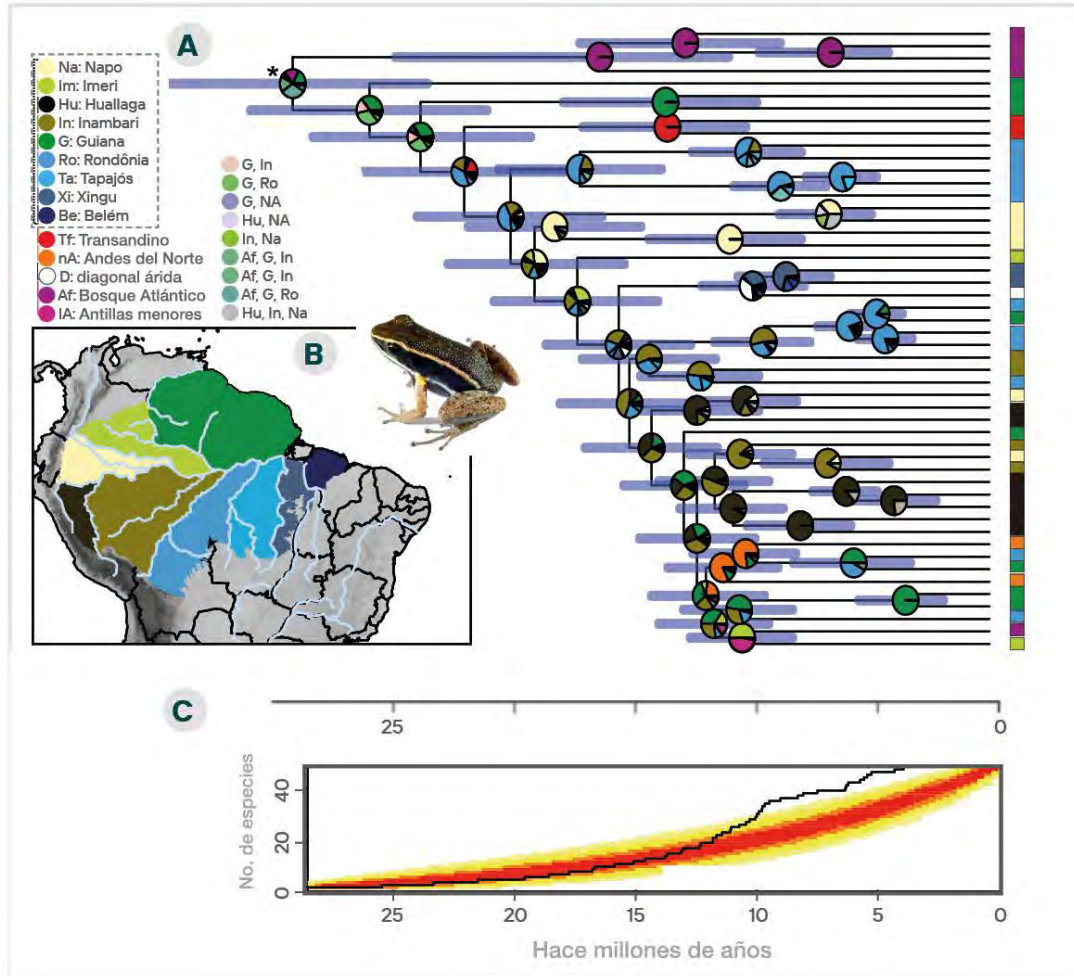 A
*
Na: Napo
Im: Imeri
Hu: Huallaga
In: Inambari
G: Guiana
Ro: Rondônia
Ta: Tapajós
Xi: Xingu
Be: Belém
Tf: Transandino
nA: Andes del Norte
D: diagonal árida
Af: Bosque Atlántico
lA: Antillas menores
G, In
G, Ro
G, NA
Hu, NA
In, Na
Af, G, In
Af, G, In
Af, G, Ro
Hu, In, Na
B
C
25
0
No. de especies
40
20
0
25
20
15
10
5
0
Hace millones de años